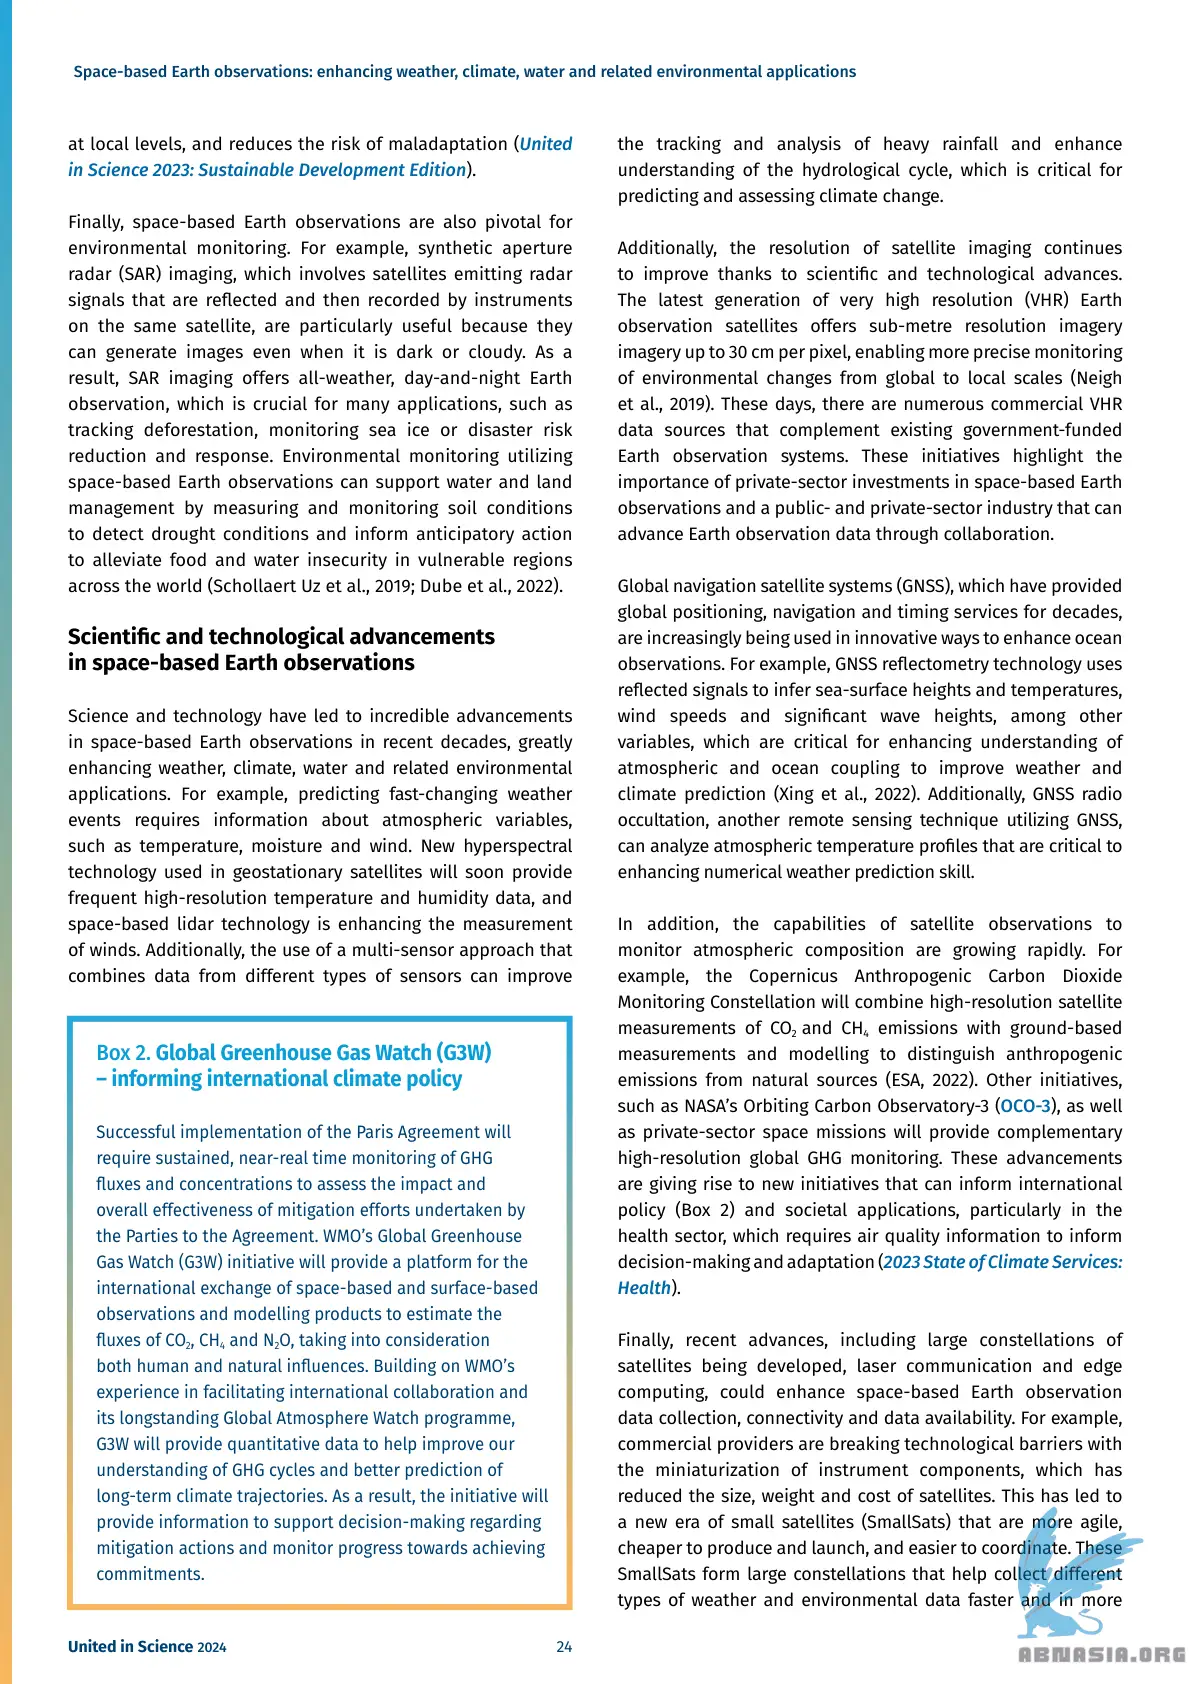 Space-based Earth observations: enhancing weather, climate, water and related environmental applications
at local levels, and reduces the risk of maladaptation (United
in Science 2023: Sustainable Development Edition).
Finally, space-based Earth observations are also pivotal for
environmental monitoring. For example, synthetic aperture
radar (SAR) imaging, which involves satellites emitting radar
signals that are reflected and then recorded by instruments
on the same satellite, are particularly useful because they
can generate images even when it is dark or cloudy. As a
result, SAR imaging offers all-weather, day-and-night Earth
observation, which is crucial for many applications, such as
tracking deforestation, monitoring sea ice or disaster risk
reduction and response. Environmental monitoring utilizing
space-based Earth observations can support water and land
management by measuring and monitoring soil conditions
to detect drought conditions and inform anticipatory action
to alleviate food and water insecurity in vulnerable regions
across the world (Schollaert Uz et al., 2019; Dube et al., 2022).
Scientific and technological advancements
in space-based Earth observations
Science and technology have led to incredible advancements
in space-based Earth observations in recent decades, greatly
enhancing weather, climate, water and related environmental
applications. For example, predicting fast-changing weather
events requires information about atmospheric variables,
such as temperature, moisture and wind. New hyperspectral
technology used in geostationary satellites will soon provide
frequent high-resolution temperature and humidity data, and
space-based lidar technology is enhancing the measurement
of winds. Additionally, the use of a multi-sensor approach that
combines data from different types of sensors can improve
Box 2. Global Greenhouse Gas Watch (G3W)
– informing international climate policy
Successful implementation of the Paris Agreement will
require sustained, near-real time monitoring of GHG
fluxes and concentrations to assess the impact and
overall effectiveness of mitigation efforts undertaken by
the Parties to the Agreement. WMO’s Global Greenhouse
Gas Watch (G3W) initiative will provide a platform for the
international exchange of space-based and surface-based
observations and modelling products to estimate the
fluxes of CO₂, CH₄ and N₂O, taking into consideration
both human and natural influences. Building on WMO’s
experience in facilitating international collaboration and
its longstanding Global Atmosphere Watch programme,
G3W will provide quantitative data to help improve our
understanding of GHG cycles and better prediction of
long-term climate trajectories. As a result, the initiative will
provide information to support decision-making regarding
mitigation actions and monitor progress towards achieving
commitments.
the tracking and analysis of heavy rainfall and enhance
understanding of the hydrological cycle, which is critical for
predicting and assessing climate change.
Additionally, the resolution of satellite imaging continues
to improve thanks to scientific and technological advances.
The latest generation of very high resolution (VHR) Earth
observation satellites offers sub-metre resolution imagery
imagery up to 30 cm per pixel, enabling more precise monitoring
of environmental changes from global to local scales (Neigh
et al., 2019). These days, there are numerous commercial VHR
data sources that complement existing government-funded
Earth observation systems. These initiatives highlight the
importance of private-sector investments in space-based Earth
observations and a public- and private-sector industry that can
advance Earth observation data through collaboration.
Global navigation satellite systems (GNSS), which have provided
global positioning, navigation and timing services for decades,
are increasingly being used in innovative ways to enhance ocean
observations. For example, GNSS reflectometry technology uses
reflected signals to infer sea-surface heights and temperatures,
wind speeds and significant wave heights, among other
variables, which are critical for enhancing understanding of
atmospheric and ocean coupling to improve weather and
climate prediction (Xing et al., 2022). Additionally, GNSS radio
occultation, another remote sensing technique utilizing GNSS,
can analyze atmospheric temperature profiles that are critical to
enhancing numerical weather prediction skill.
In addition, the capabilities of satellite observations to
monitor atmospheric composition are growing rapidly. For
example, the Copernicus Anthropogenic Carbon Dioxide
Monitoring Constellation will combine high-resolution satellite
measurements of CO₂ and CH₄ emissions with ground-based
measurements and modelling to distinguish anthropogenic
emissions from natural sources (ESA, 2022). Other initiatives,
such as NASA’s Orbiting Carbon Observatory-3 (OCO-3), as well
as private-sector space missions will provide complementary
high-resolution global GHG monitoring. These advancements
are giving rise to new initiatives that can inform international
policy (Box 2) and societal applications, particularly in the
health sector, which requires air quality information to inform
decision-making and adaptation (2023 State of Climate Services:
Health).
Finally, recent advances, including large constellations of
satellites being developed, laser communication and edge
computing, could enhance space-based Earth observation
data collection, connectivity and data availability. For example,
commercial providers are breaking technological barriers with
the miniaturization of instrument components, which has
reduced the size, weight and cost of satellites. This has led to
a new era of small satellites (SmallSats) that are more agile,
cheaper to produce and launch, and easier to coordinate. These
SmallSats form large constellations that help collect different
types of weather and environmental data faster and in more
United in Science 2024
24
ABNASIA.ORG